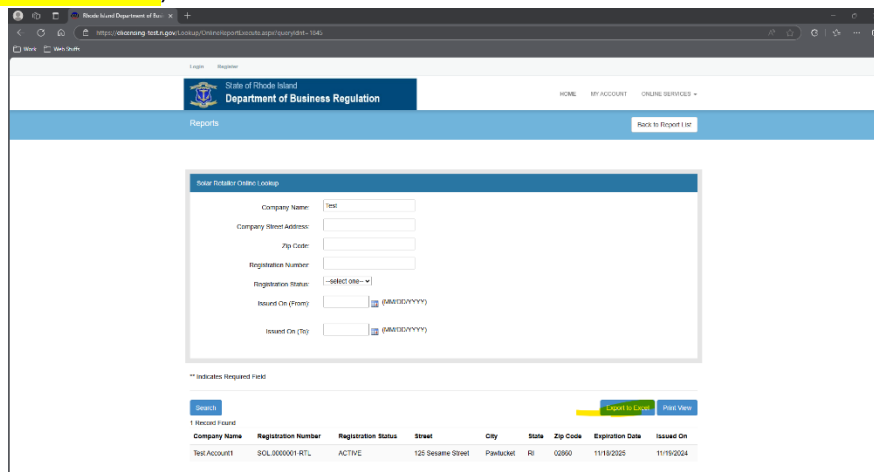 Rhode Island Department of Busi
https://elicensing-test.ri.gov/Lookup/OnlineReportExecute.aspx?queryIdnt=1645
Work Web Stuffs
Login Register
State of Rhode Island
Department of Business Regulation
HOME MY ACCOUNT ONLINE SERVICES
Reports Back to Report List
Solar Retailor Online Lookup
Company Name: Test
Company Street Address:
Zip Code:
Registration Number:
Registration Status: --select one--
Issued On (From): (MM/DD/YYYY)
Issued On (To): (MM/DD/YYYY)
** Indicates Required Field
Search Export to Excel Print View
1 Record Found
Company Name Registration Number Registration Status Street City State Zip Code Expiration Date Issued On
Test Account1 SOL.0000001-RTL ACTIVE 125 Sesame Street Pawtucket RI 02860 11/18/2025 11/19/2024